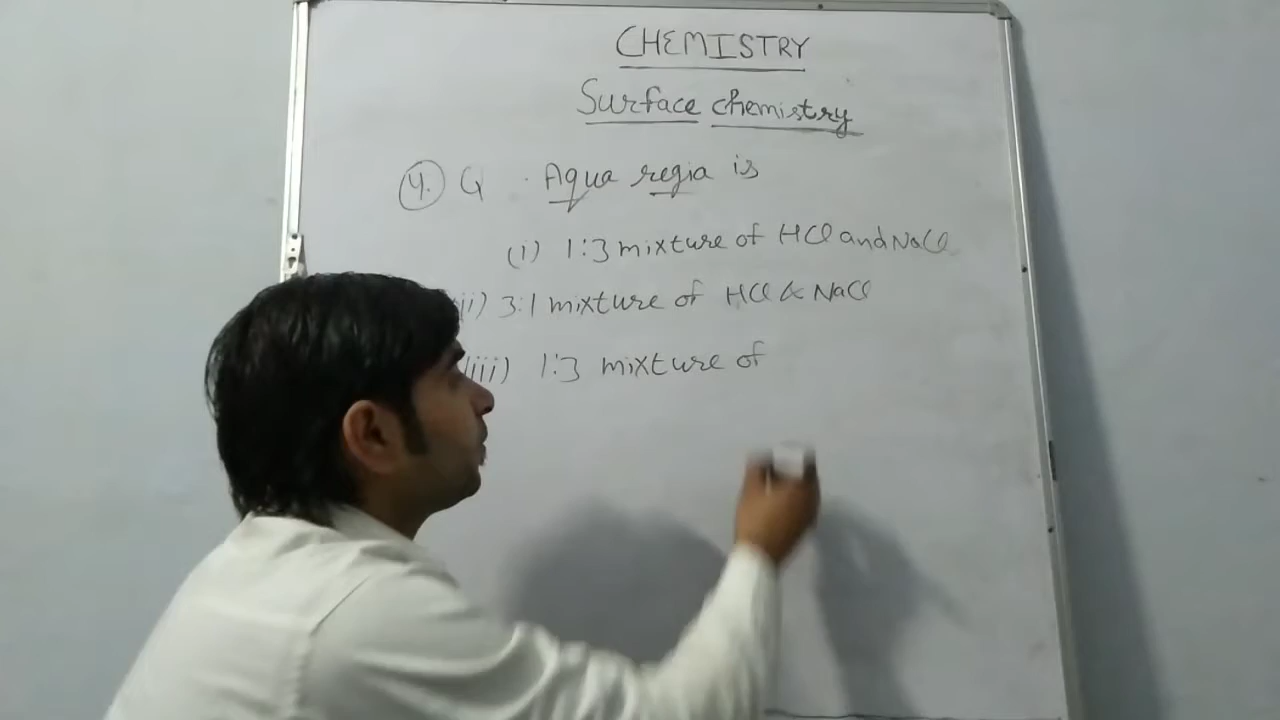 CHEMISTRY
Surface chemistry
4. Q. Aqua regia is
(i) 1:3 mixture of HCl and NaCl
ii) 3:1 mixture of HCl & NaCl
(iii) 1:3 mixture of